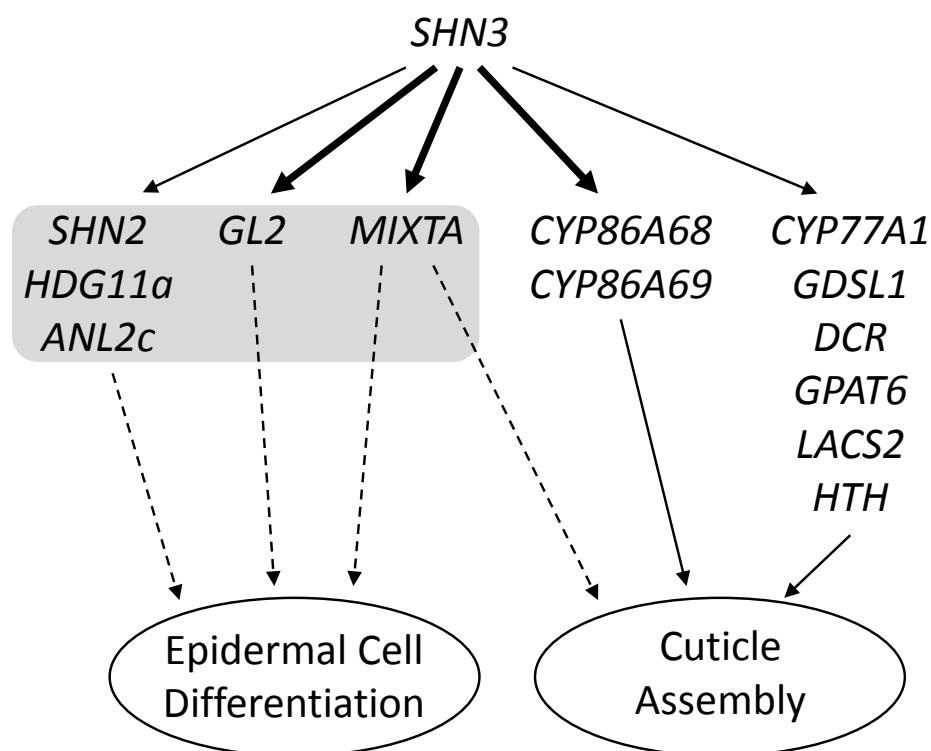 SHN3
SHN2 GL2 MIXTA CYP86A68 CYP77A1
HDG11a CYP86A69 GDSL1
ANL2c DCR
GPAT6
LACS2
HTH
Epidermal Cell
Differentiation
Cuticle
Assembly